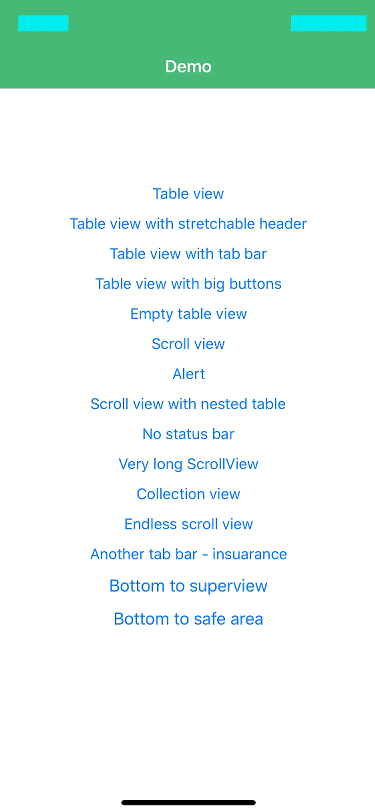 Demo
Table view
Table view with stretchable header
Table view with tab bar
Table view with big buttons
Empty table view
Scroll view
Alert
Scroll view with nested table
No status bar
Very long ScrollView
Collection view
Endless scroll view
Another tab bar - insuarance
Bottom to superview
Bottom to safe area